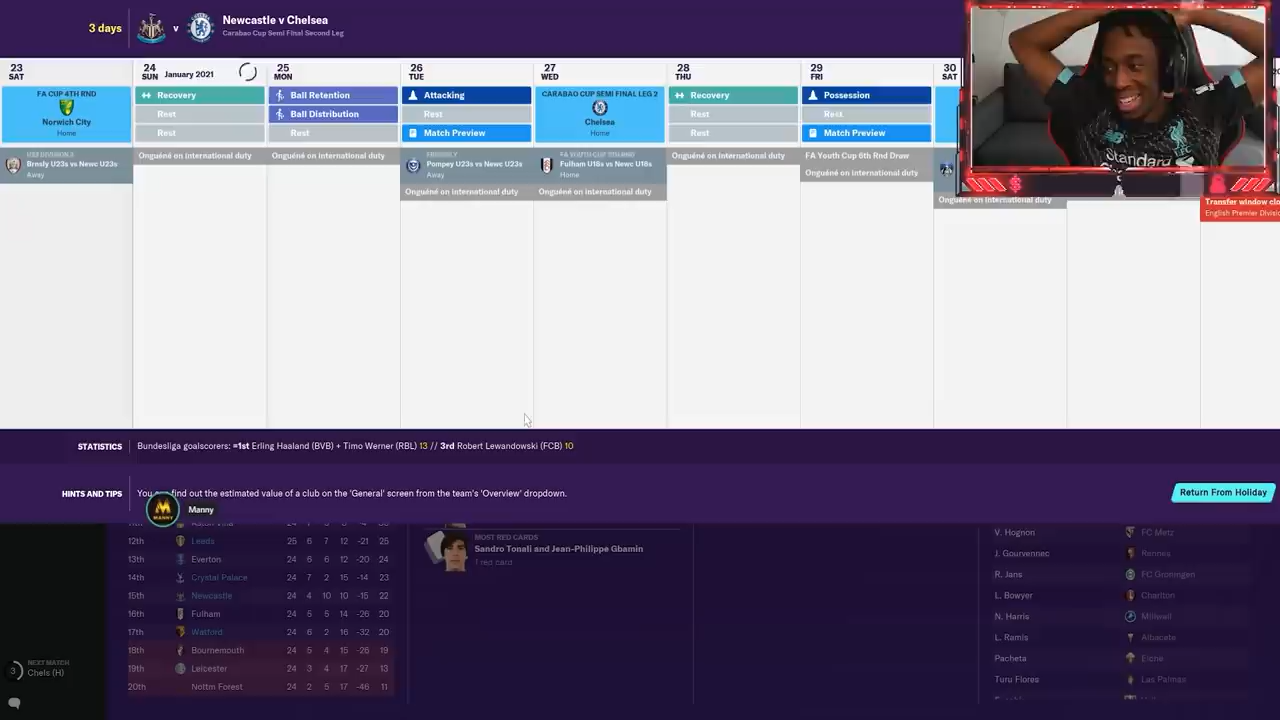 3 days
v
Newcastle v Chelsea
Carabao Cup Semi Final Second Leg
23 SAT
24 SUN January 2021
25 MON
26 TUE
27 WED
28 THU
29 FRI
30 SAT
FA CUP 4TH RND
Norwich City
Home
Recovery
Rest
Rest
Ball Retention
Ball Distribution
Rest
Attacking
Rest
Match Preview
CARABAO CUP SEMI FINAL LEG 2
Chelsea
Home
Recovery
Rest
Rest
Possession
Rest
Match Preview
Brnsly U23s vs Newc U23s
Away
Onguéné on international duty
Onguéné on international duty
FRIENDLY
Pompey U23s vs Newc U23s
Away
Onguéné on international duty
Fulham U18s vs Newc U18s
Home
Onguéné on international duty
Onguéné on international duty
FA Youth Cup 6th Rnd Draw
Onguéné on international duty
Onguéné on international duty
Transfer window clo
English Premier Divisio
Standard
STATISTICS
Bundesliga goalscorers: =1st Erling Haaland (BVB) + Timo Werner (RBL) 13 // 3rd Robert Lewandowski (FCB) 10
HINTS AND TIPS
You find out the estimated value of a club on the 'General' screen from the team's 'Overview' dropdown.
Return From Holiday
MANNY
Manny
Aston Villa
12th Leeds 25 6 7 12 -21 25
13th Everton 24 6 6 12 -20 24
14th Crystal Palace 24 7 2 15 -14 23
15th Newcastle 24 4 10 10 -15 22
16th Fulham 24 5 5 14 -26 20
17th Watford 24 6 2 16 -32 20
18th Bournemouth 24 5 4 15 -26 19
19th Leicester 24 3 4 17 -27 13
20th Nottm Forest 24 2 5 17 -46 11
MOST RED CARDS
Sandro Tonali and Jean-Philippe Gbamin
1 red card
V. Hognon FC Metz
J. Gourvennec Rennes
R. Jans FC Groningen
L. Bowyer Charlton
N. Harris Millwall
L. Ramis Albacete
Pacheta Elche
Turu Flores Las Palmas
3 NEXT MATCH
Chels (H)